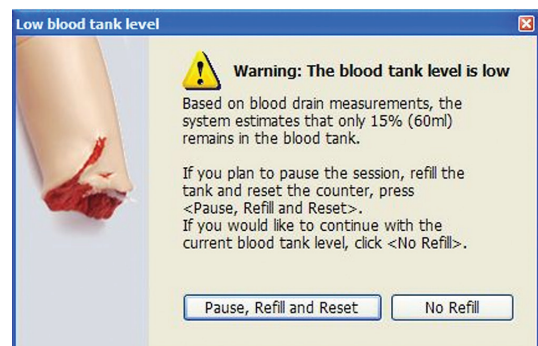 Low blood tank level
Warning: The blood tank level is low
Based on blood drain measurements, the
system estimates that only 15% (60ml)
remains in the blood tank.
If you plan to pause the session, refill the
tank and reset the counter, press
<Pause, Refill and Reset>.
If you would like to continue with the
current blood tank level, click <No Refill>.
Pause, Refill and Reset
No Refill